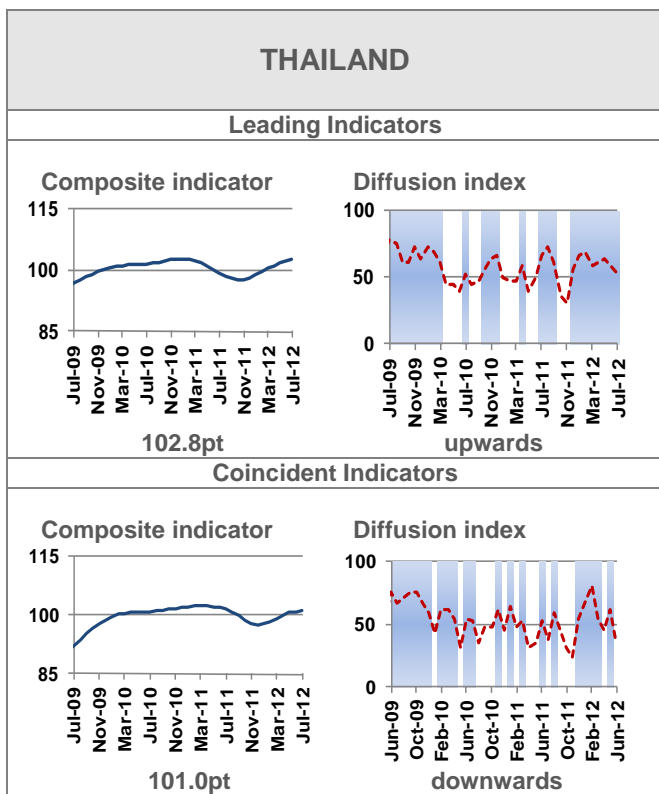 THAILAND
Leading Indicators
Composite indicator
115
100
85
Jul-09
Nov-09
Mar-10
Jul-10
Nov-10
Mar-11
Jul-11
Nov-11
Mar-12
Jul-12
102.8pt
Diffusion index
100
50
0
Jul-09
Nov-09
Mar-10
Jul-10
Nov-10
Mar-11
Jul-11
Nov-11
Mar-12
Jul-12
upwards
Coincident Indicators
Composite indicator
115
100
85
Jul-09
Nov-09
Mar-10
Jul-10
Nov-10
Mar-11
Jul-11
Nov-11
Mar-12
Jul-12
101.0pt
Diffusion index
100
50
0
Jun-09
Oct-09
Feb-10
Jun-10
Oct-10
Feb-11
Jun-11
Oct-11
Feb-12
Jun-12
downwards